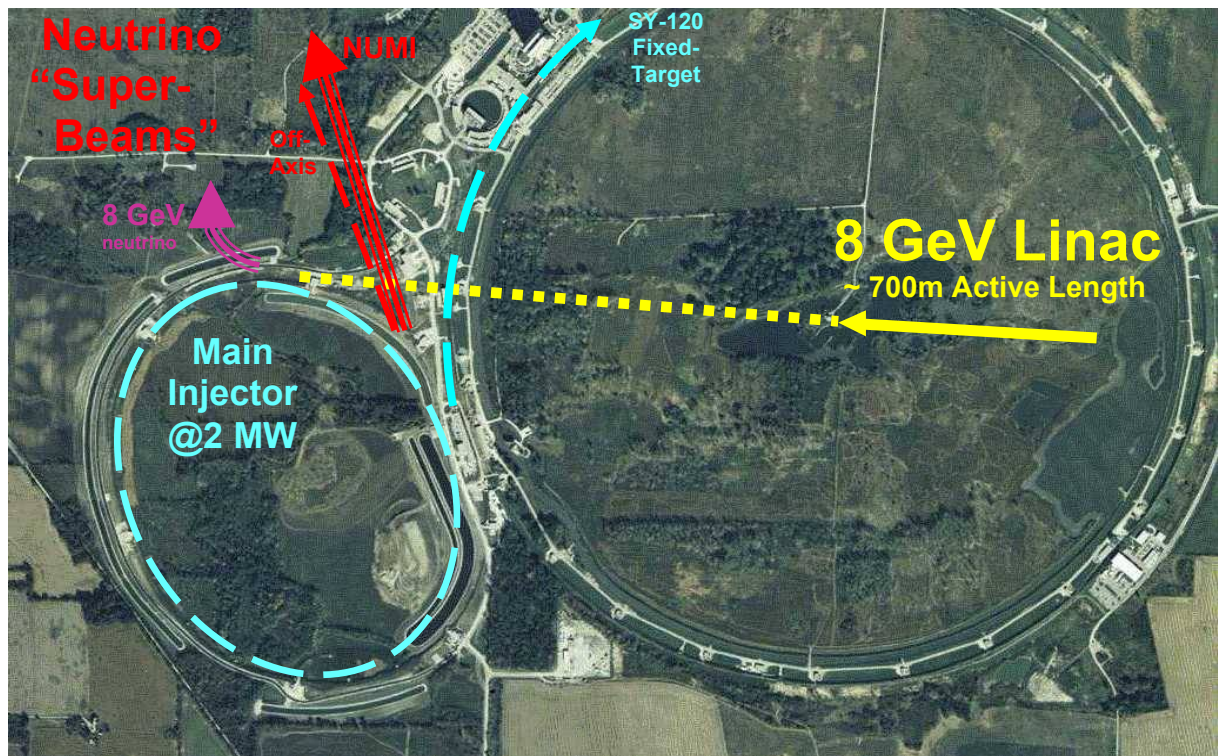 Neutrino
“Super-
Beams”
NUMI
Off-
Axis
SY-120
Fixed-
Target
8 GeV
neutrino
8 GeV Linac
~ 700m Active Length
Main
Injector
@2 MW